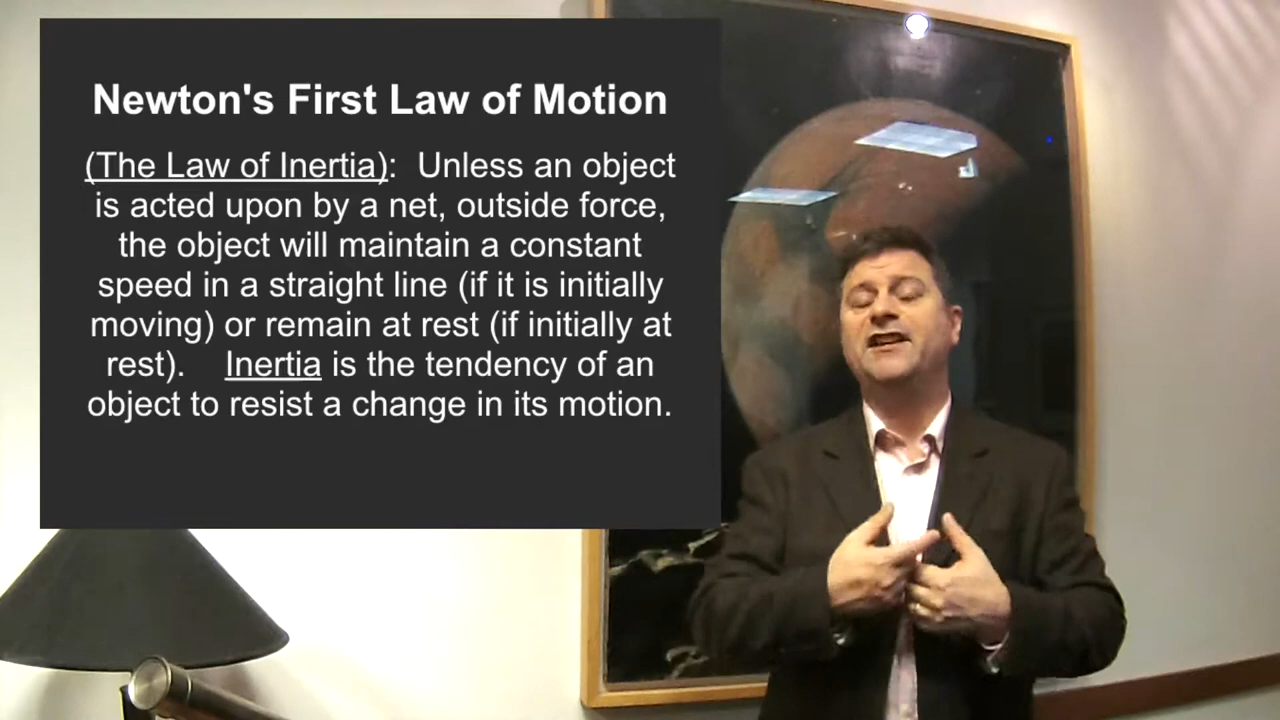 Newton's First Law of Motion
(The Law of Inertia):  Unless an object
is acted upon by a net, outside force,
the object will maintain a constant
speed in a straight line (if it is initially
moving) or remain at rest (if initially at
rest).    Inertia is the tendency of an
object to resist a change in its motion.